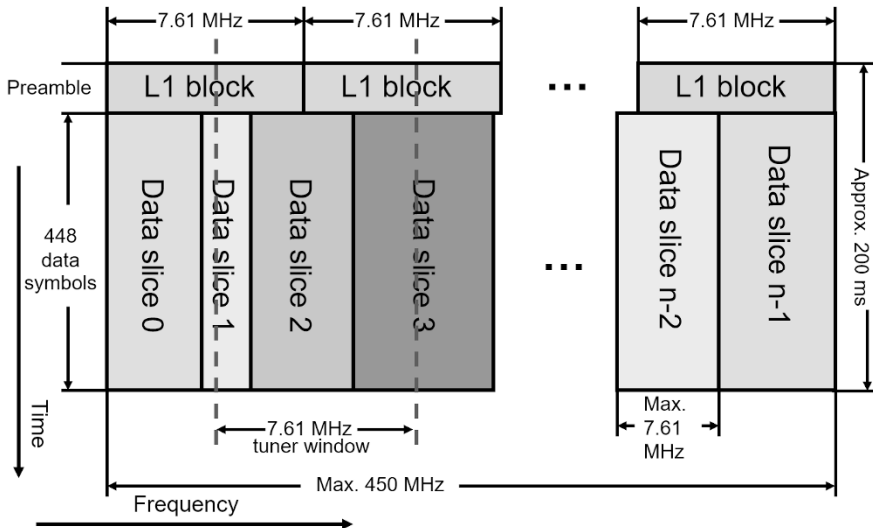 7.61 MHz
7.61 MHz
7.61 MHz
Preamble
L1 block
L1 block
...
L1 block
448
data
symbols
Data slice 0
Data slice 1
Data slice 2
Data slice 3
...
Data slice n-2
Data slice n-1
Approx. 200 ms
Time
7.61 MHz
tuner window
Max.
7.61
MHz
Max. 450 MHz
Frequency